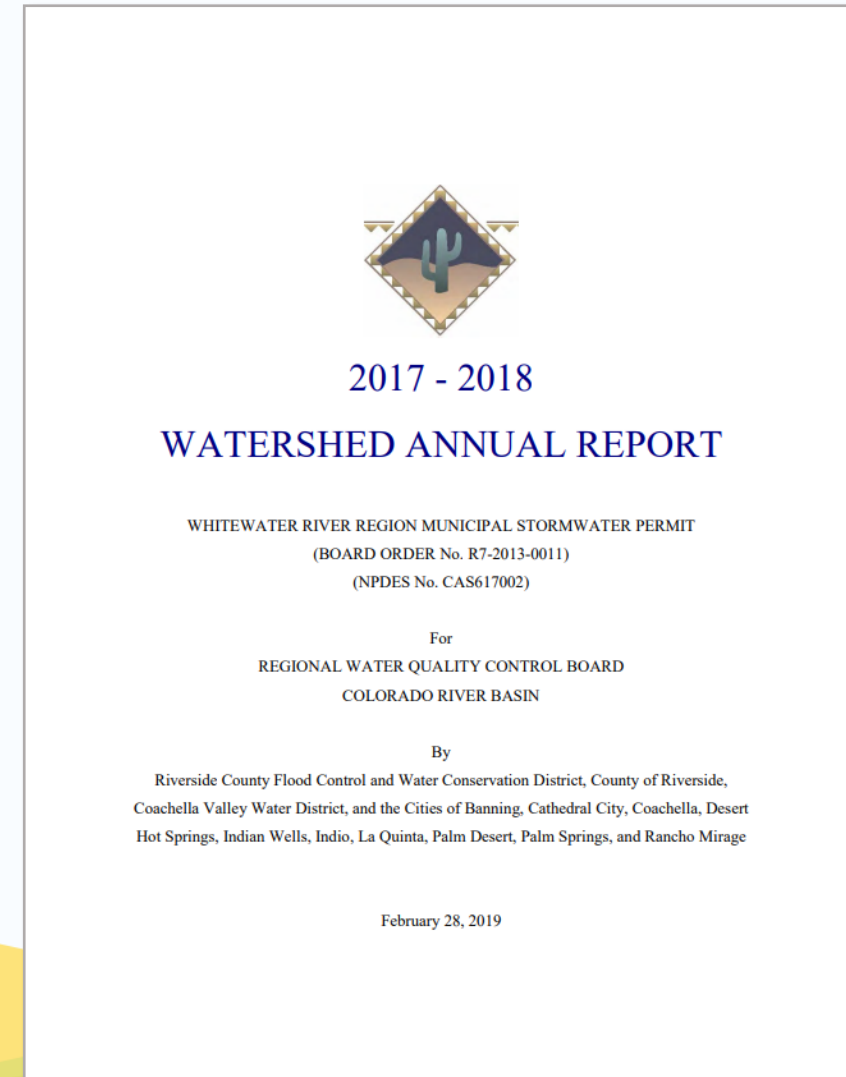 2017 - 2018
WATERSHED ANNUAL REPORT
WHITEWATER RIVER REGION MUNICIPAL STORMWATER PERMIT
(BOARD ORDER No. R7-2013-0011)
(NPDES No. CAS617002)
For
REGIONAL WATER QUALITY CONTROL BOARD
COLORADO RIVER BASIN
By
Riverside County Flood Control and Water Conservation District, County of Riverside,
Coachella Valley Water District, and the Cities of Banning, Cathedral City, Coachella, Desert
Hot Springs, Indian Wells, Indio, La Quinta, Palm Desert, Palm Springs, and Rancho Mirage
February 28, 2019